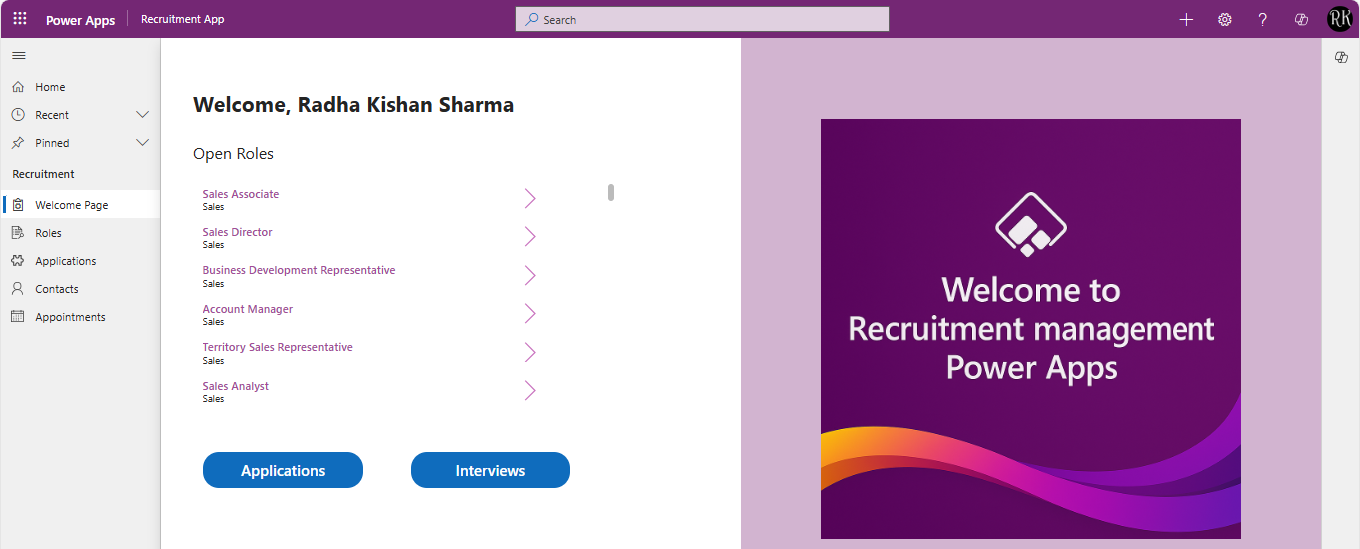 Power Apps
Recruitment App
Search
RK
Home
Recent
Pinned
Recruitment
Welcome Page
Roles
Applications
Contacts
Appointments
Welcome, Radha Kishan Sharma
Open Roles
Sales Associate
Sales
Sales Director
Sales
Business Development Representative
Sales
Account Manager
Sales
Territory Sales Representative
Sales
Sales Analyst
Sales
Applications
Interviews
Welcome to
Recruitment management
Power Apps